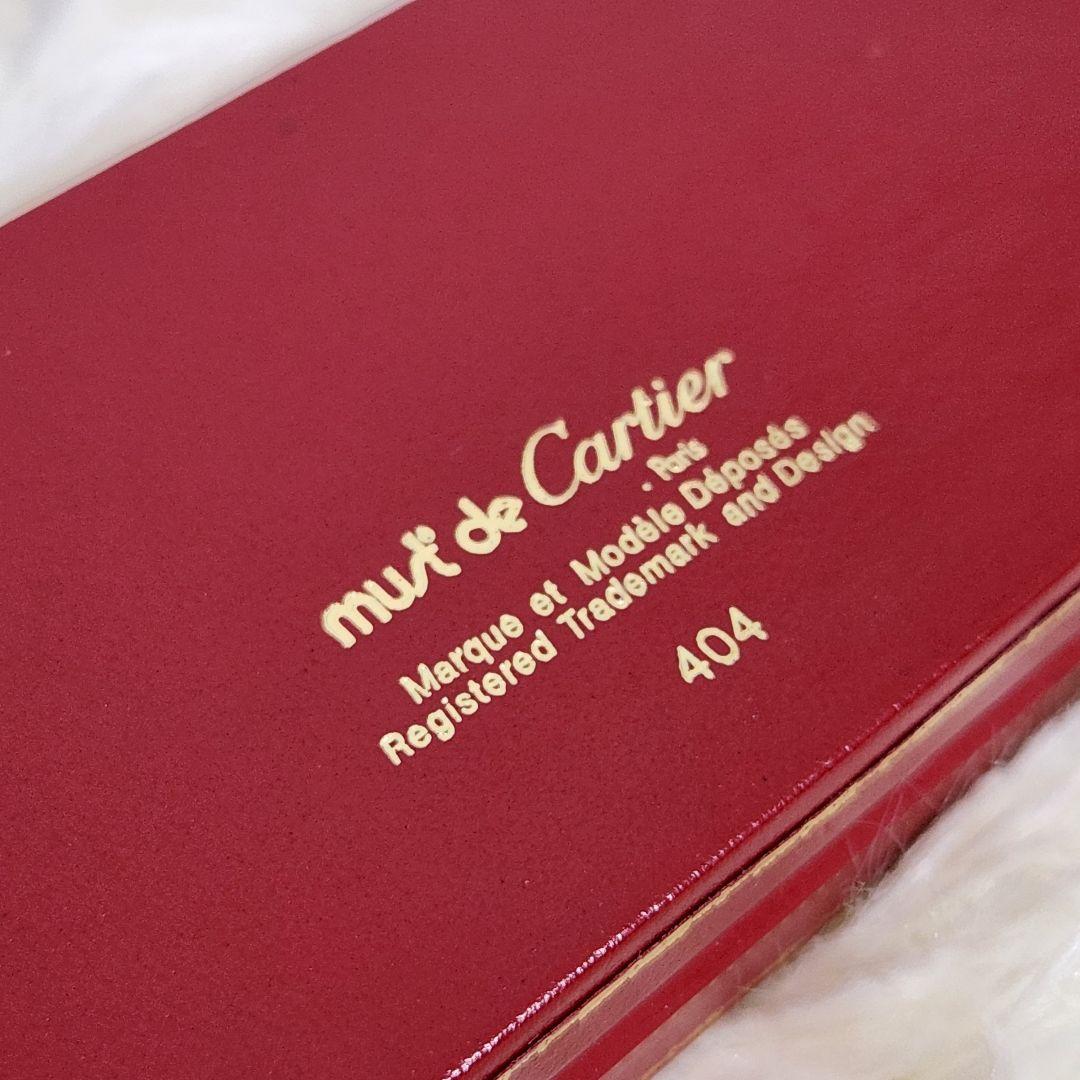 must de Cartier
- Paris
Marque et Modèle Déposés
Registered Trademark and Design
404